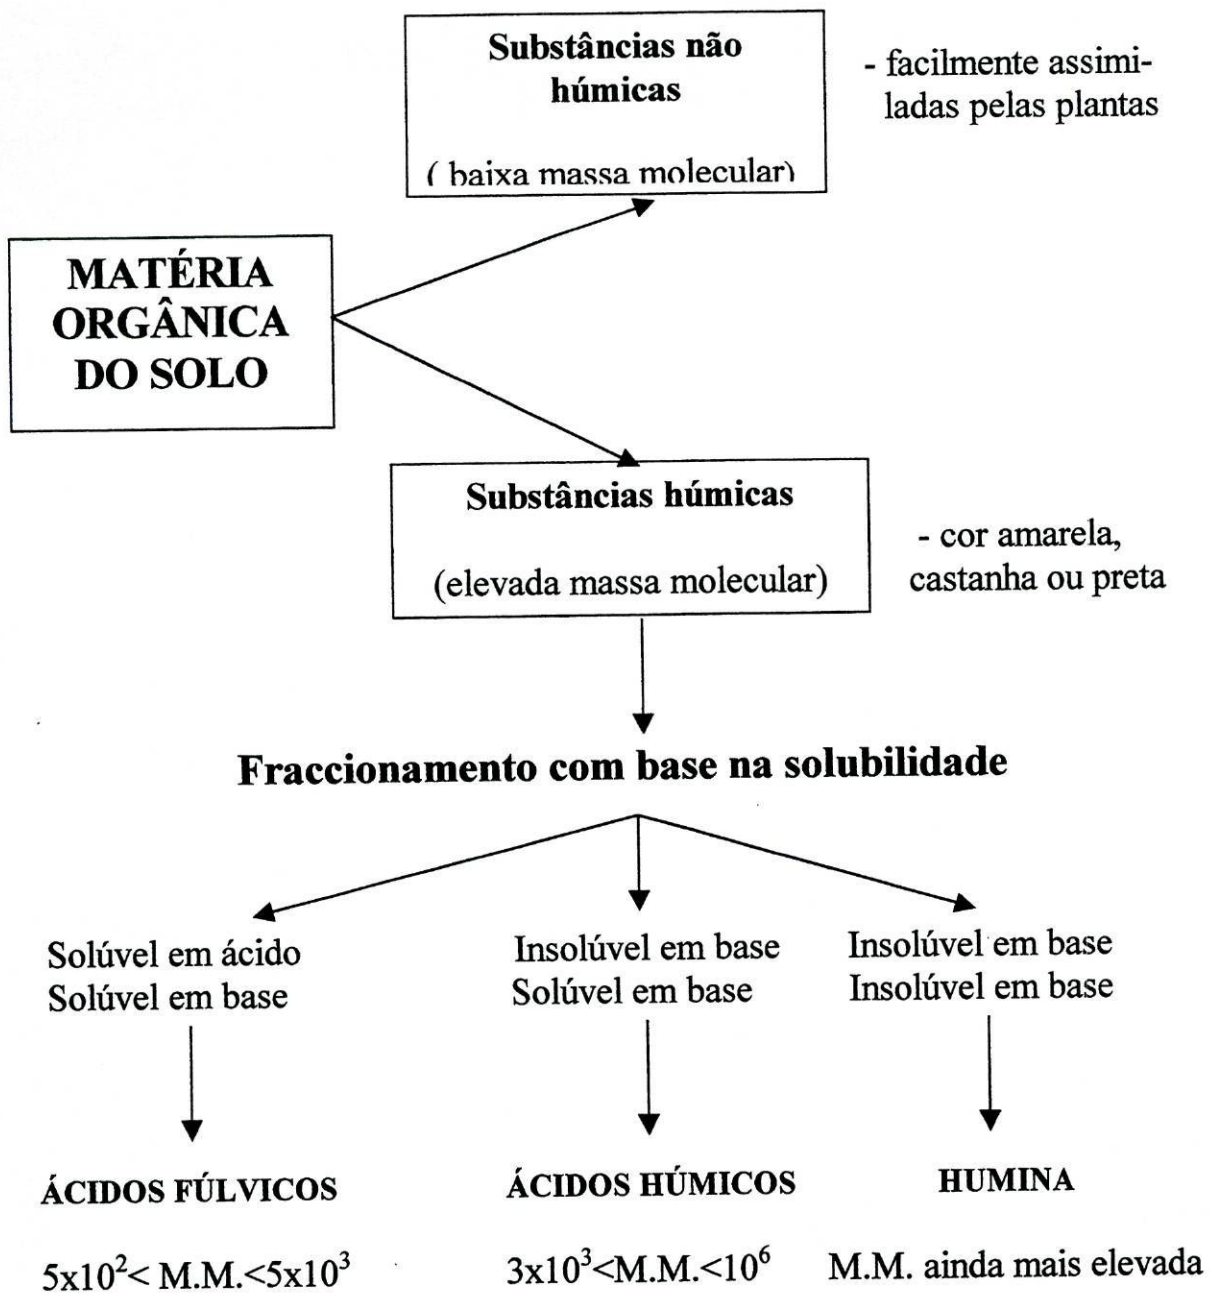 Substâncias não
húmicas
( baixa massa molecular)
- facilmente assimi-
ladas pelas plantas
MATÉRIA
ORGÂNICA
DO SOLO
Substâncias húmicas
(elevada massa molecular)
- cor amarela,
castanha ou preta
Fraccionamento com base na solubilidade
Solúvel em ácido
Solúvel em base
Insolúvel em base
Solúvel em base
Insolúvel em base
Insolúvel em base
ÁCIDOS FÚLVICOS
ÁCIDOS HÚMICOS
HUMINA
5x10²< M.M.<5x10³
3x10³<M.M.<10⁶
M.M. ainda mais elevada